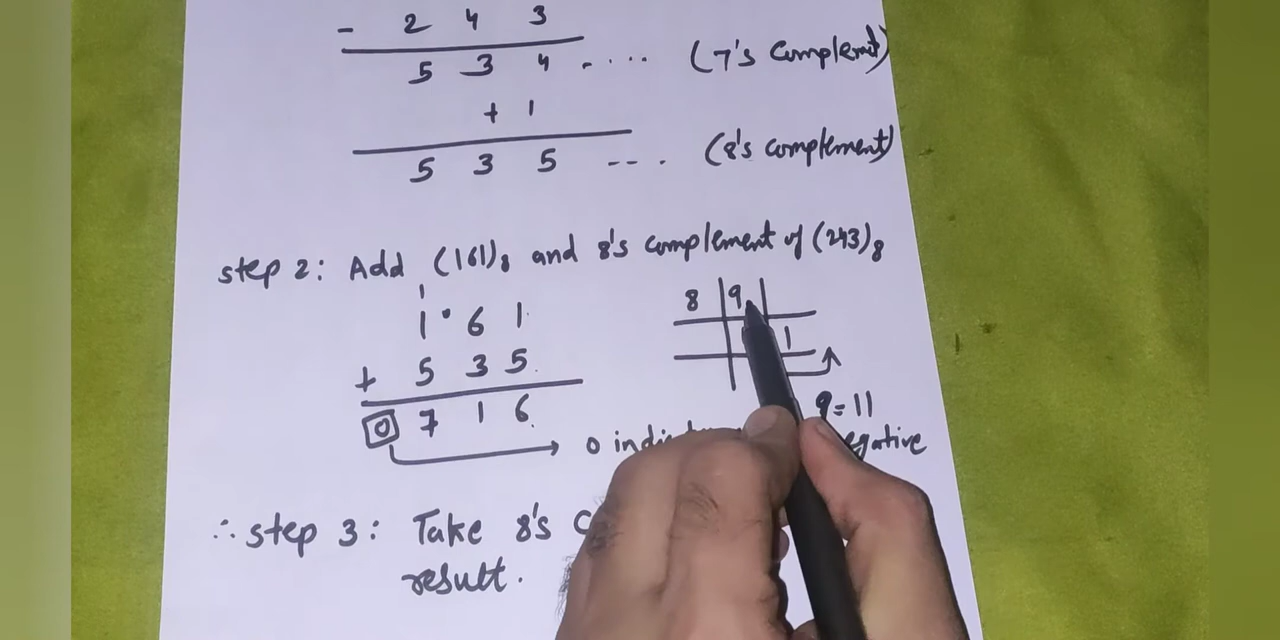 - 2 4 3
5 3 4 . . . . (7's complement)
+ 1
5 3 5 -- - . (8's complement)
step 2: Add (161)8 and 8's complement of (243)8
1
1 6 1
+ 5 3 5
0 7 1 6
8 9
1
9=11
0
∴ step 3: Take 8's
result.